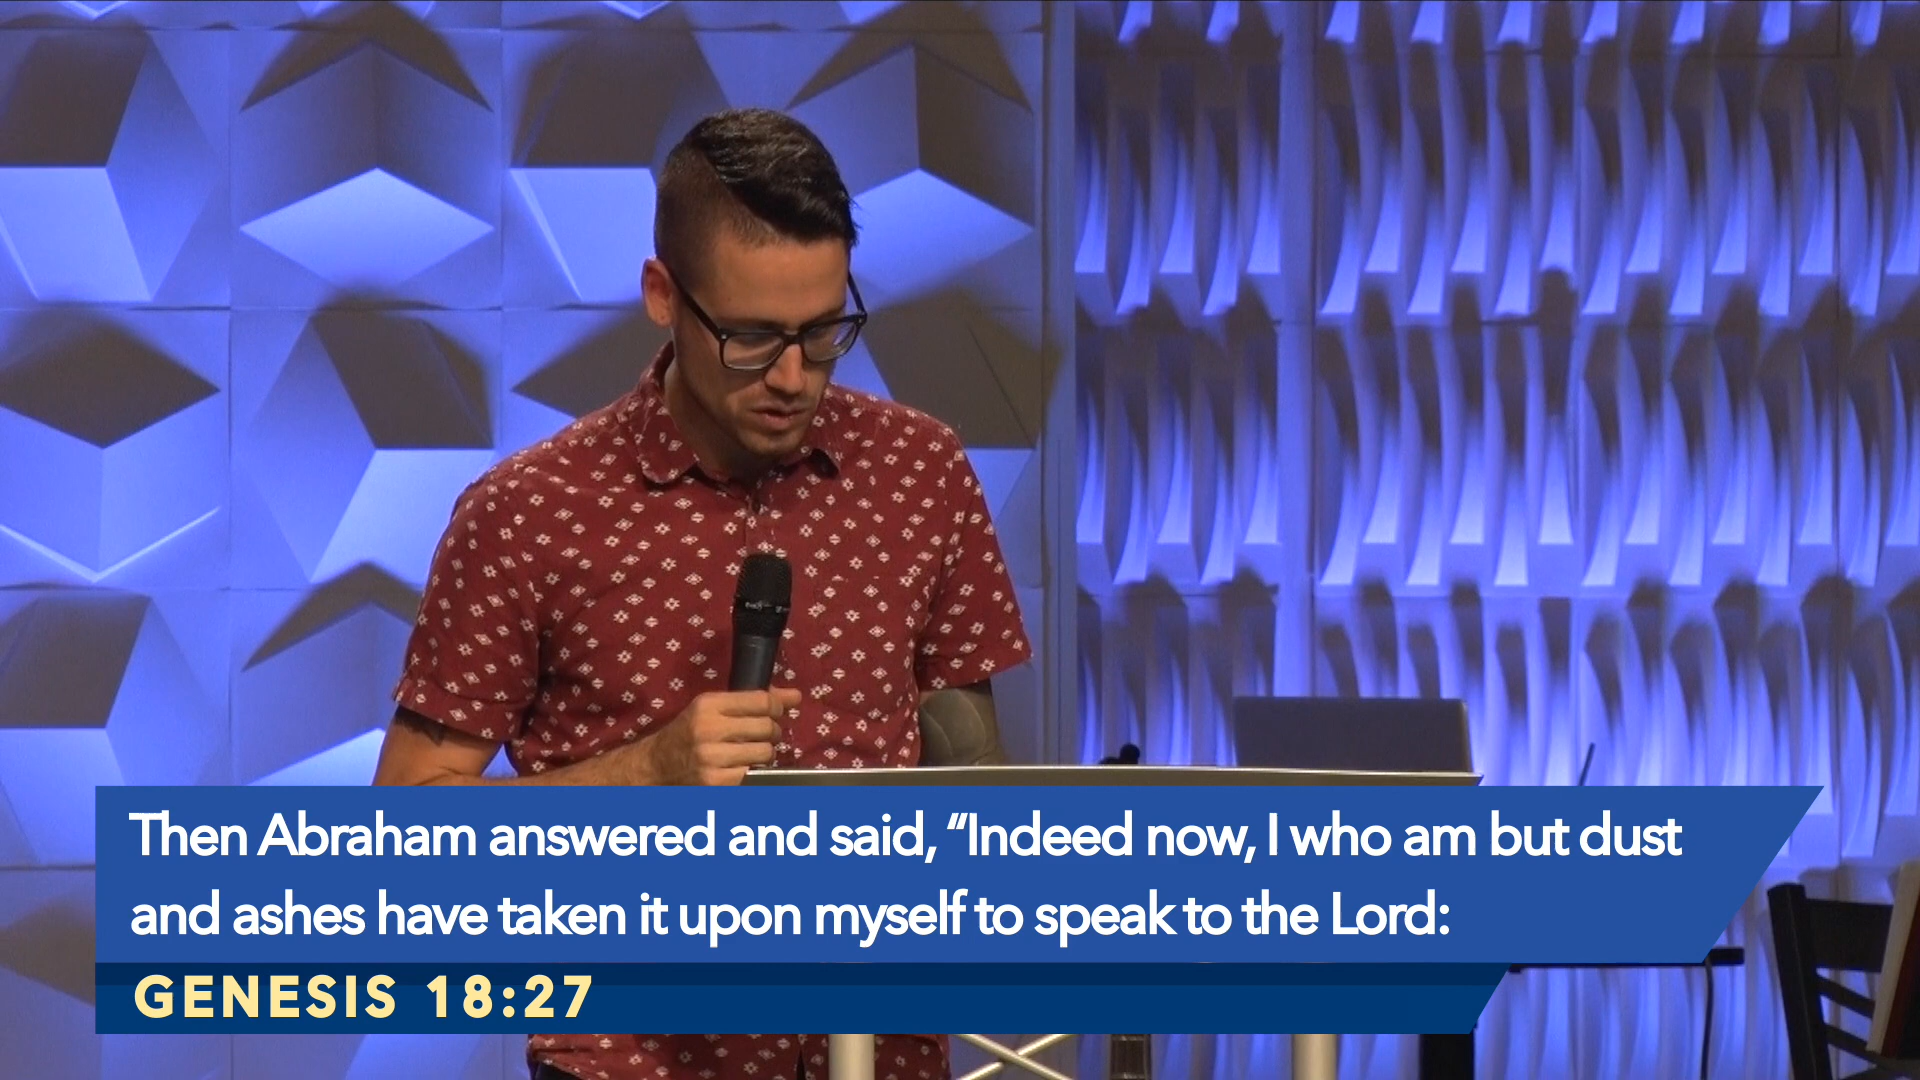 Then Abraham answered and said, “Indeed now, I who am but dust
and ashes have taken it upon myself to speak to the Lord:
GENESIS 18:27